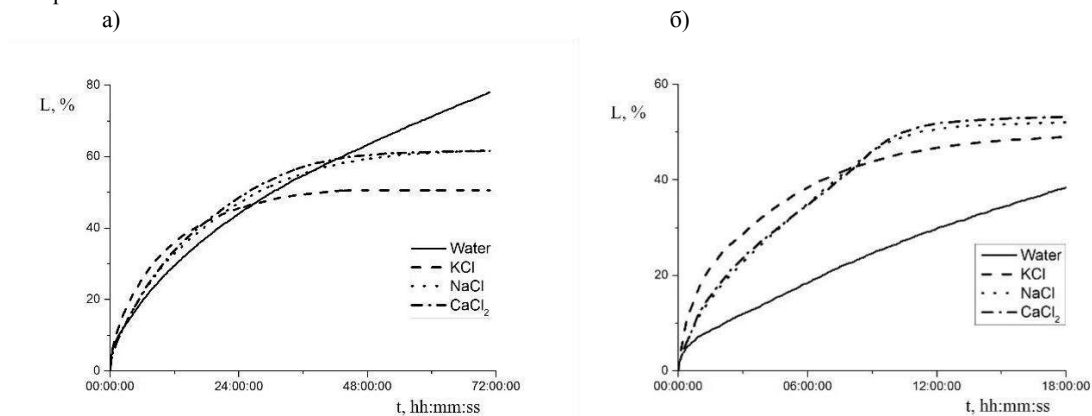 а)
б)
L, %
80
60
40
20
0
00:00:00
24:00:00
48:00:00
72:00:00
t, hh:mm:ss
Water
KCl
NaCl
CaCl₂
L, %
60
40
20
0
00:00:00
06:00:00
12:00:00
18:00:00
t, hh:mm:ss
Water
KCl
NaCl
CaCl₂